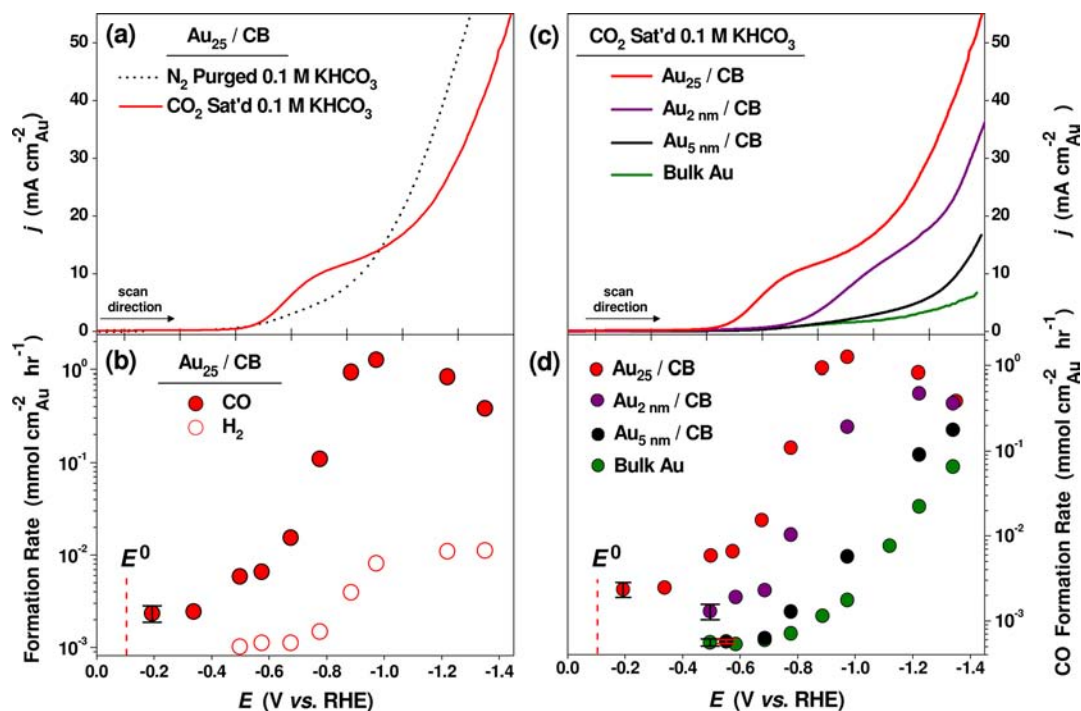 (a)
Au25 / CB
N2 Purged 0.1 M KHCO3
CO2 Sat'd 0.1 M KHCO3
scan
direction
j (mA cm-2Au)
50
40
30
20
10
0
(c)
CO2 Sat'd 0.1 M KHCO3
Au25 / CB
Au2 nm / CB
Au5 nm / CB
Bulk Au
scan
direction
50
40
30
20
10
0
j (mA cm-2Au)
(b)
Au25 / CB
CO
H2
E0
Formation Rate (mmol cm-2Au hr-1)
100
10-1
10-2
10-3
0.0 -0.2 -0.4 -0.6 -0.8 -1.0 -1.2 -1.4
E (V vs. RHE)
(d)
Au25 / CB
Au2 nm / CB
Au5 nm / CB
Bulk Au
E0
100
10-1
10-2
10-3
CO Formation Rate (mmol cm-2Au hr-1)
0.0 -0.2 -0.4 -0.6 -0.8 -1.0 -1.2 -1.4
E (V vs. RHE)